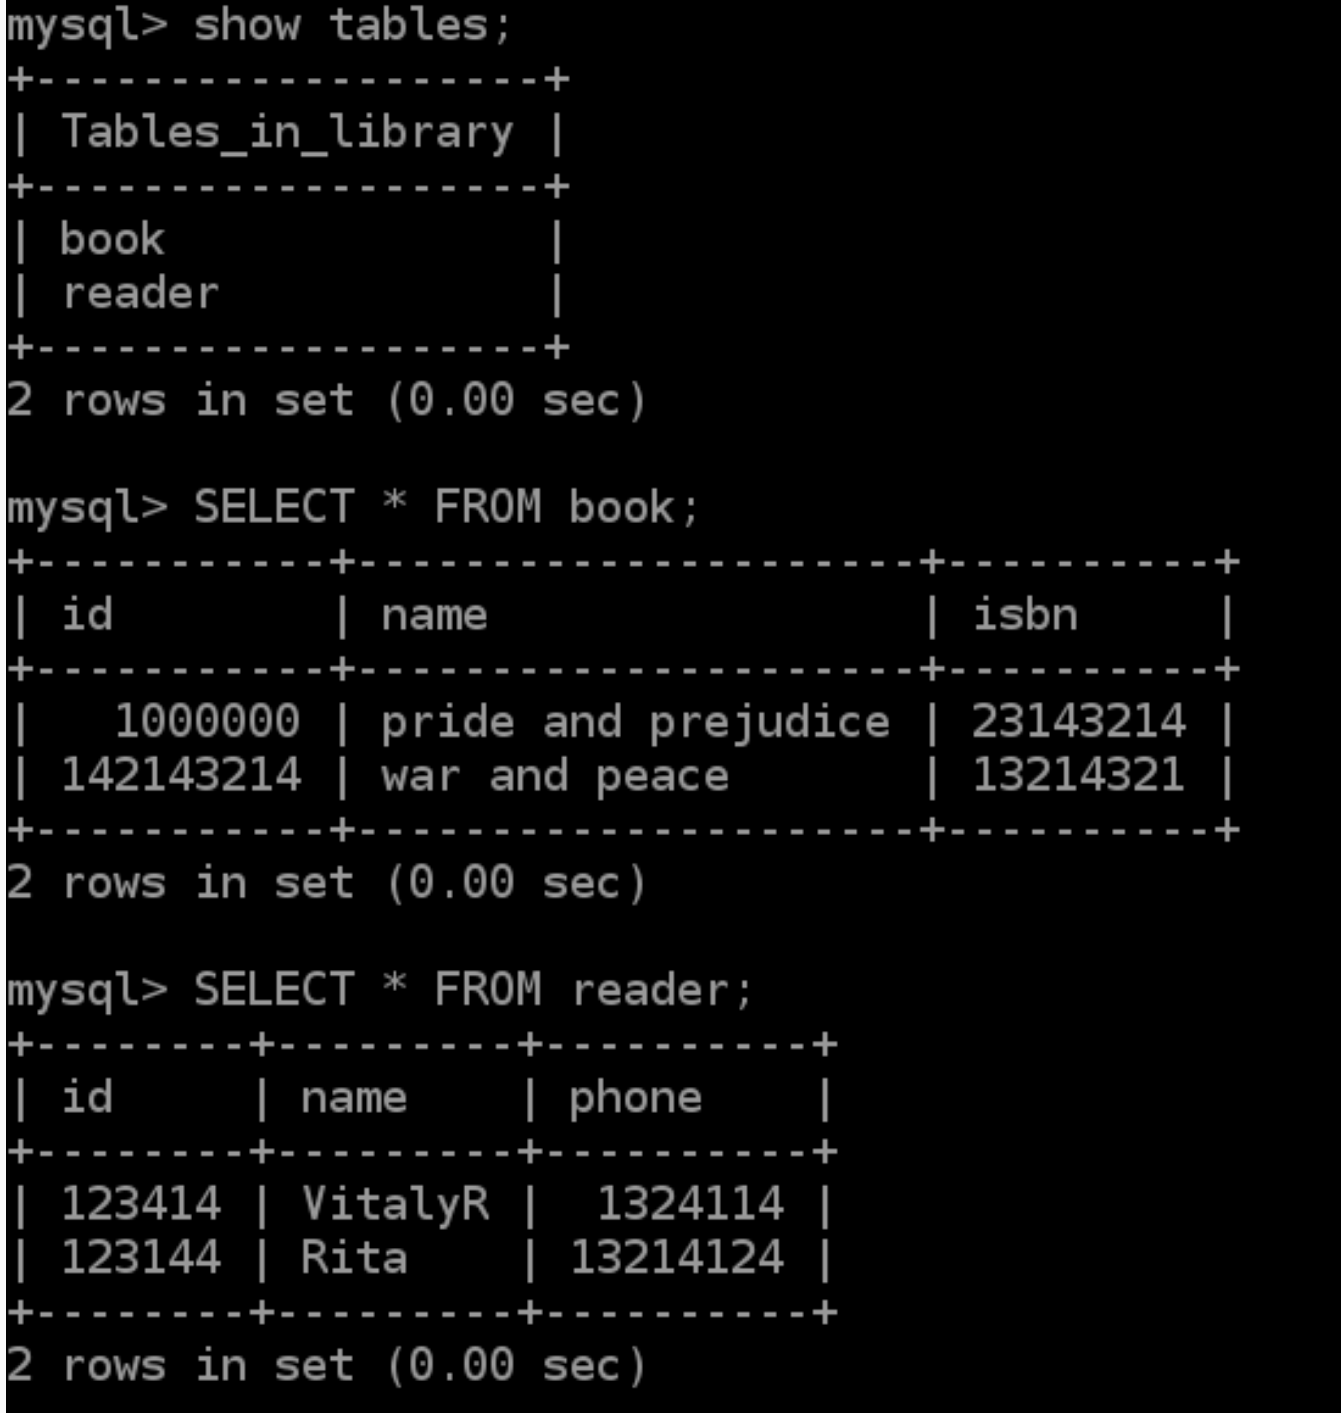 mysql> show tables;
+-------------------+
| Tables_in_library |
+-------------------+
| book              |
| reader            |
+-------------------+
2 rows in set (0.00 sec)

mysql> SELECT * FROM book;
+-----------+---------------------+----------+
| id        | name                | isbn     |
+-----------+---------------------+----------+
|   1000000 | pride and prejudice | 23143214 |
| 142143214 | war and peace       | 13214321 |
+-----------+---------------------+----------+
2 rows in set (0.00 sec)

mysql> SELECT * FROM reader;
+--------+---------+----------+
| id     | name    | phone    |
+--------+---------+----------+
| 123414 | VitalyR |  1324114 |
| 123144 | Rita    | 13214124 |
+--------+---------+----------+
2 rows in set (0.00 sec)